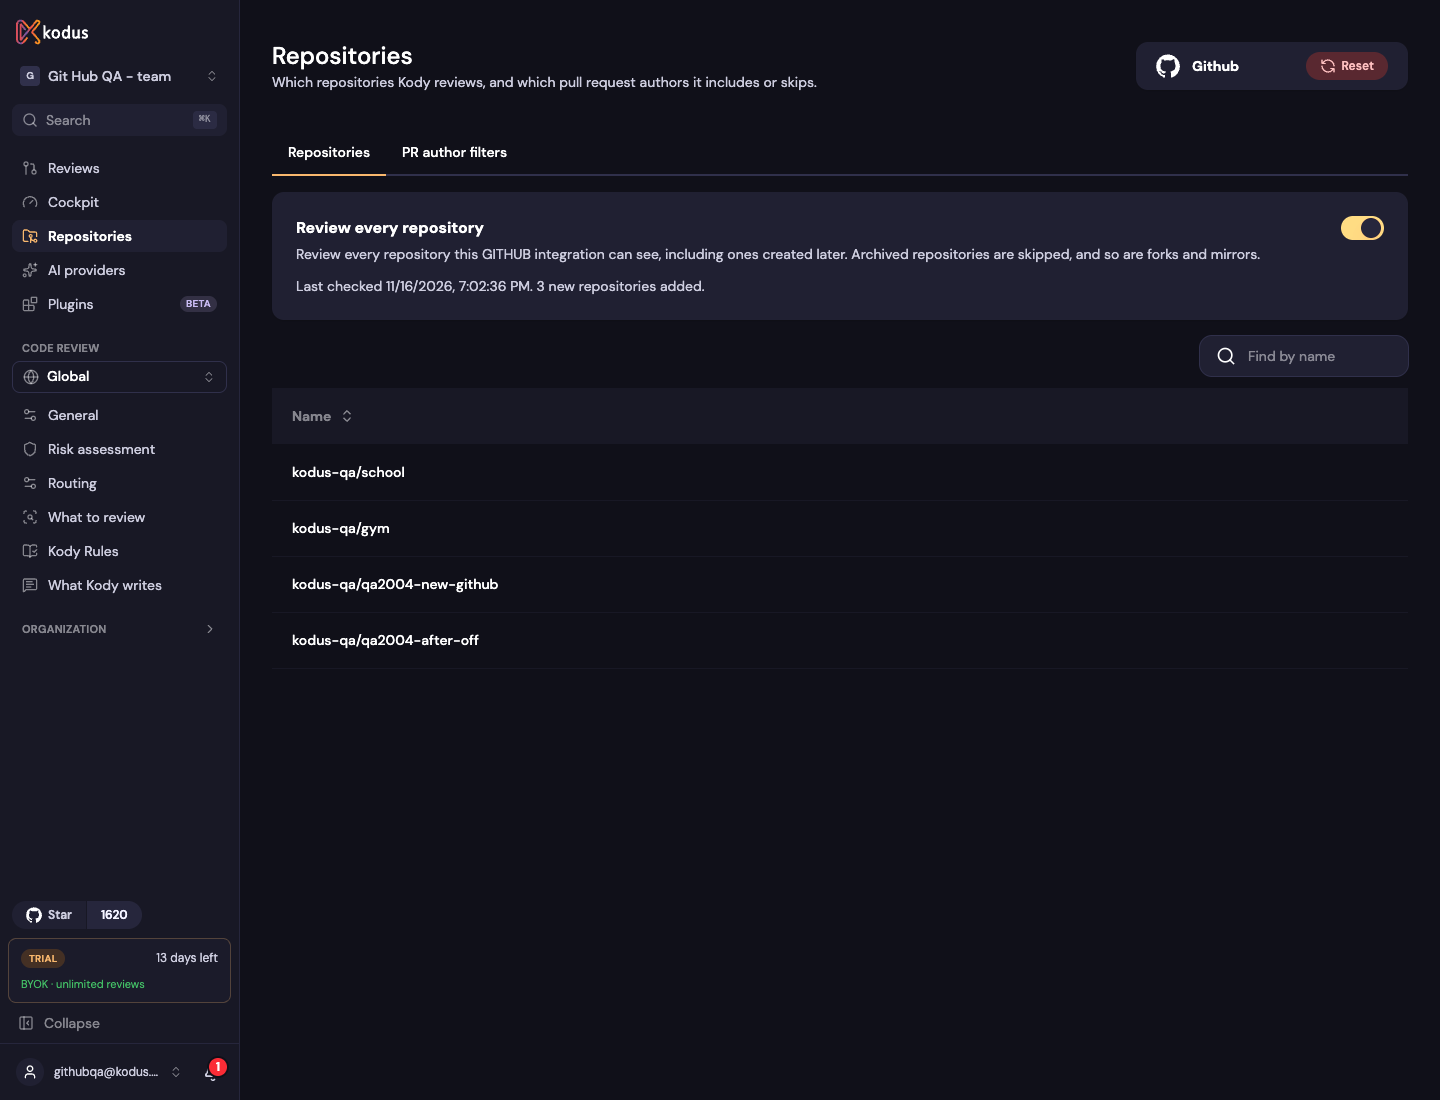 kodus
G Git Hub QA - team
Search ⌘K
Reviews
Cockpit
Repositories
AI providers
Plugins BETA
CODE REVIEW
Global
General
Risk assessment
Routing
What to review
Kody Rules
What Kody writes
ORGANIZATION
Star 1620
TRIAL 13 days left
BYOK · unlimited reviews
Collapse
githubqa@kodus.... 1
Repositories
Which repositories Kody reviews, and which pull request authors it includes or skips.
Github Reset
Repositories PR author filters
Review every repository
Review every repository this GITHUB integration can see, including ones created later. Archived repositories are skipped, and so are forks and mirrors.
Last checked 11/16/2026, 7:02:36 PM. 3 new repositories added.
Find by name
Name
kodus-qa/school
kodus-qa/gym
kodus-qa/qa2004-new-github
kodus-qa/qa2004-after-off